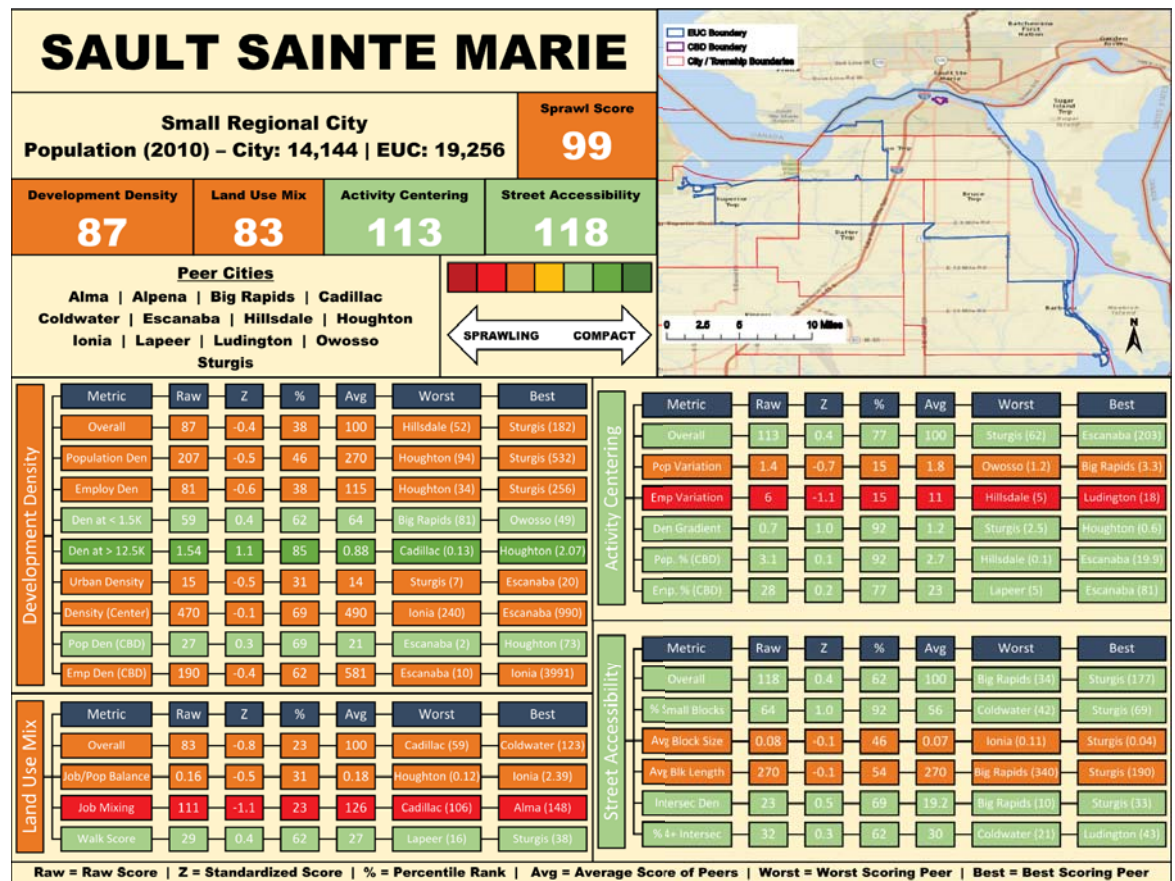 SAULT SAINTE MARIE
Small Regional City
Population (2010) – City: 14,144 | EUC: 19,256
Sprawl Score
99
Development Density
87
Land Use Mix
83
Activity Centering
113
Street Accessibility
118
Peer Cities
Alma | Alpena | Big Rapids | Cadillac
Coldwater | Escanaba | Hillsdale | Houghton
Ionia | Lapeer | Ludington | Owosso
Sturgis
SPRAWLING COMPACT
EUC Boundary
CBD Boundary
City / Township Boundaries
Batchewana
First
Nation
Garden
River
Sault Ste
Marie
Sugar
Island
Twp
Superior
Twp
Bruce
Twp
Dafter
Twp
0 2.5 5 10 Miles
N
Development Density
Metric Raw Z % Avg Worst Best
Overall 87 -0.4 38 100 Hillsdale (52) Sturgis (182)
Population Den 207 -0.5 46 270 Houghton (94) Sturgis (532)
Employ Den 81 -0.6 38 115 Houghton (34) Sturgis (256)
Den at < 1.5K 59 0.4 62 64 Big Rapids (81) Owosso (49)
Den at > 12.5K 1.54 1.1 85 0.88 Cadillac (0.13) Houghton (2.07)
Urban Density 15 -0.5 31 14 Sturgis (7) Escanaba (20)
Density (Center) 470 -0.1 69 490 Ionia (240) Escanaba (990)
Pop Den (CBD) 27 0.3 69 21 Escanaba (2) Houghton (73)
Emp Den (CBD) 190 -0.4 62 581 Escanaba (10) Ionia (3991)
Land Use Mix
Metric Raw Z % Avg Worst Best
Overall 83 -0.8 23 100 Cadillac (59) Coldwater (123)
Job/Pop Balance 0.16 -0.5 31 0.18 Houghton (0.12) Ionia (2.39)
Job Mixing 111 -1.1 23 126 Cadillac (106) Alma (148)
Walk Score 29 0.4 62 27 Lapeer (16) Sturgis (38)
Activity Centering
Metric Raw Z % Avg Worst Best
Overall 113 0.4 77 100 Sturgis (62) Escanaba (203)
Pop Variation 1.4 -0.7 15 1.8 Owosso (1.2) Big Rapids (3.3)
Emp Variation 6 -1.1 15 11 Hillsdale (5) Ludington (18)
Den Gradient 0.7 1.0 92 1.2 Sturgis (2.5) Houghton (0.6)
Pop. % (CBD) 3.1 0.1 92 2.7 Hillsdale (0.1) Escanaba (19.9)
Emp. % (CBD) 28 0.2 77 23 Lapeer (5) Escanaba (81)
Street Accessibility
Metric Raw Z % Avg Worst Best
Overall 118 0.4 62 100 Big Rapids (34) Sturgis (177)
% Small Blocks 64 1.0 92 56 Coldwater (42) Sturgis (69)
Avg Block Size 0.08 -0.1 46 0.07 Ionia (0.11) Sturgis (0.04)
Avg Blk Length 270 -0.1 54 270 Big Rapids (340) Sturgis (190)
Intersec Den 23 0.5 69 19.2 Big Rapids (10) Sturgis (33)
% 4+ Intersec 32 0.3 62 30 Coldwater (21) Ludington (43)
Raw = Raw Score | Z = Standardized Score | % = Percentile Rank | Avg = Average Score of Peers | Worst = Worst Scoring Peer | Best = Best Scoring Peer